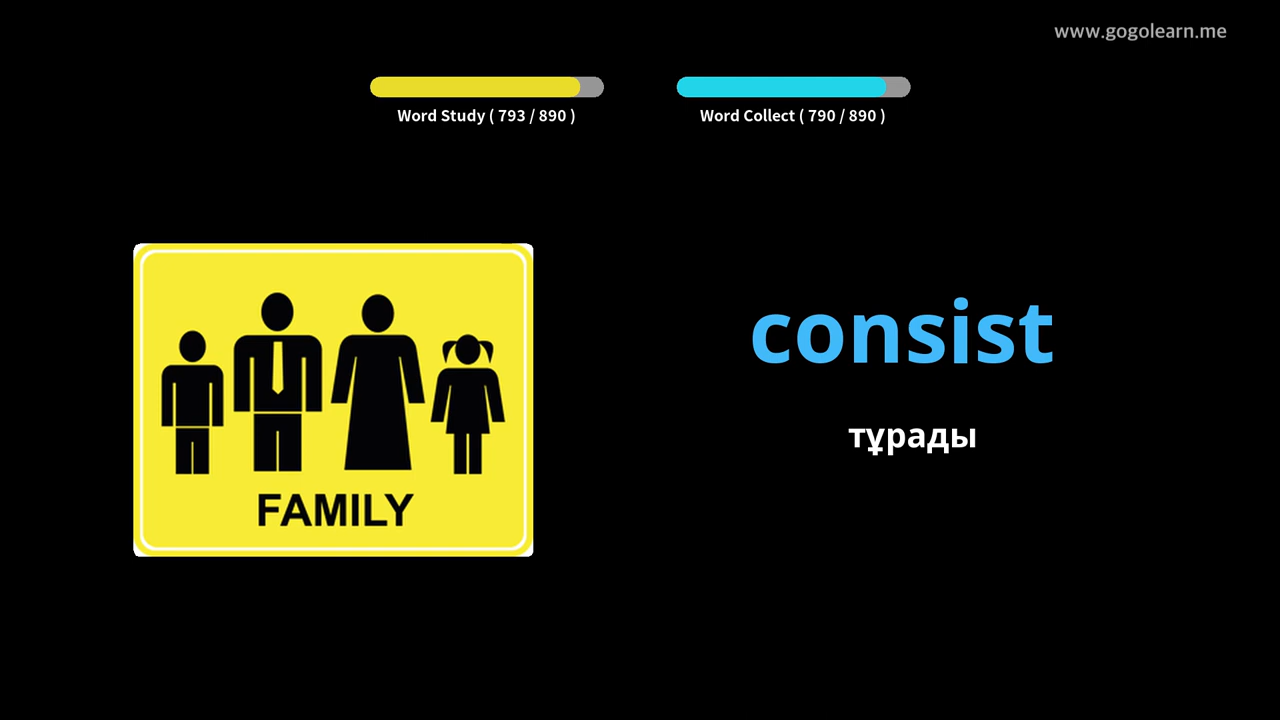 www.gogolearn.me
Word Study ( 793 / 890 )
Word Collect ( 790 / 890 )
FAMILY
consist
тұрады